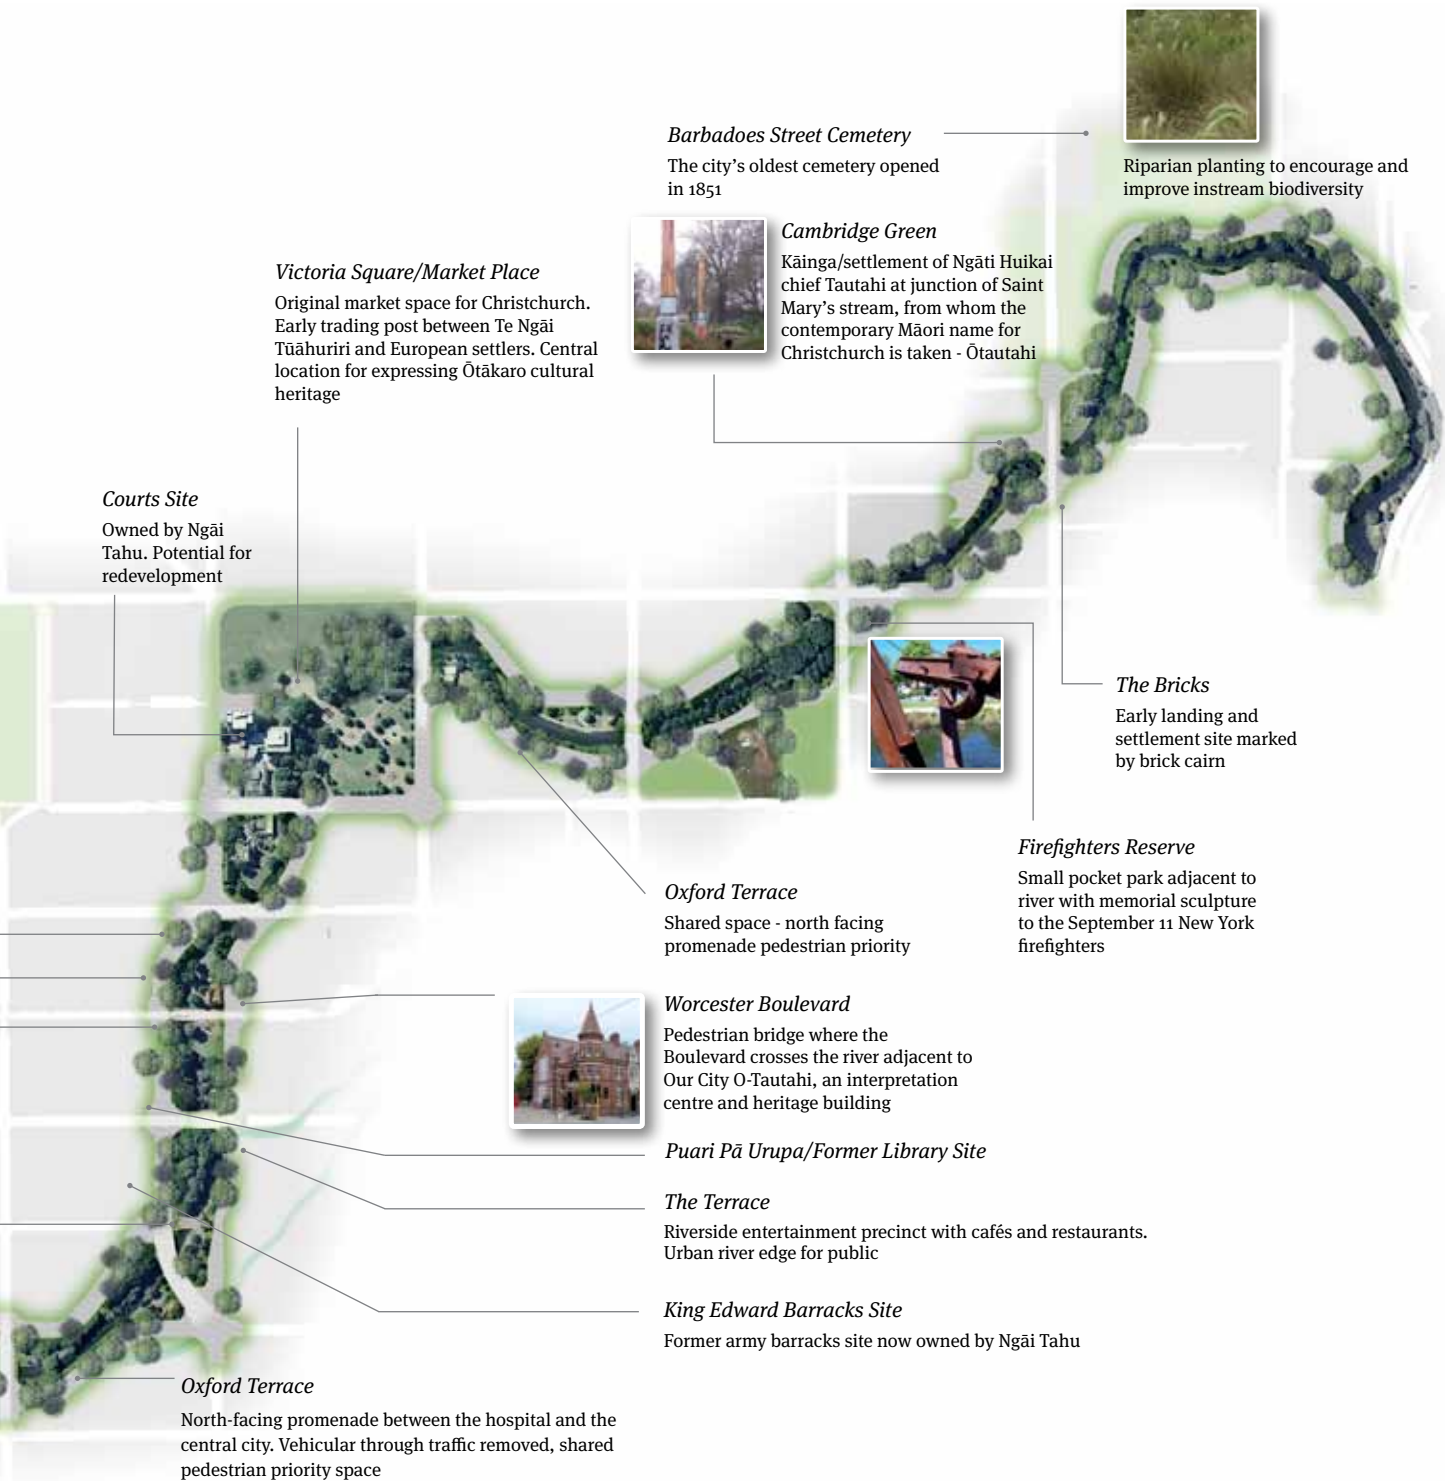 Barbadoes Street Cemetery
The city's oldest cemetery opened
in 1851
Riparian planting to encourage and
improve instream biodiversity
Cambridge Green
Kāinga/settlement of Ngāti Huikai
chief Tautahi at junction of Saint
Mary's stream, from whom the
contemporary Māori name for
Christchurch is taken - Ōtautahi
Victoria Square/Market Place
Original market space for Christchurch.
Early trading post between Te Ngāi
Tūāhuriri and European settlers. Central
location for expressing Ōtākaro cultural
heritage
Courts Site
Owned by Ngāi
Tahu. Potential for
redevelopment
The Bricks
Early landing and
settlement site marked
by brick cairn
Firefighters Reserve
Small pocket park adjacent to
river with memorial sculpture
to the September 11 New York
firefighters
Oxford Terrace
Shared space - north facing
promenade pedestrian priority
Worcester Boulevard
Pedestrian bridge where the
Boulevard crosses the river adjacent to
Our City O-Tautahi, an interpretation
centre and heritage building
Puari Pā Urupa/Former Library Site
The Terrace
Riverside entertainment precinct with cafés and restaurants.
Urban river edge for public
King Edward Barracks Site
Former army barracks site now owned by Ngāi Tahu
Oxford Terrace
North-facing promenade between the hospital and the
central city. Vehicular through traffic removed, shared
pedestrian priority space